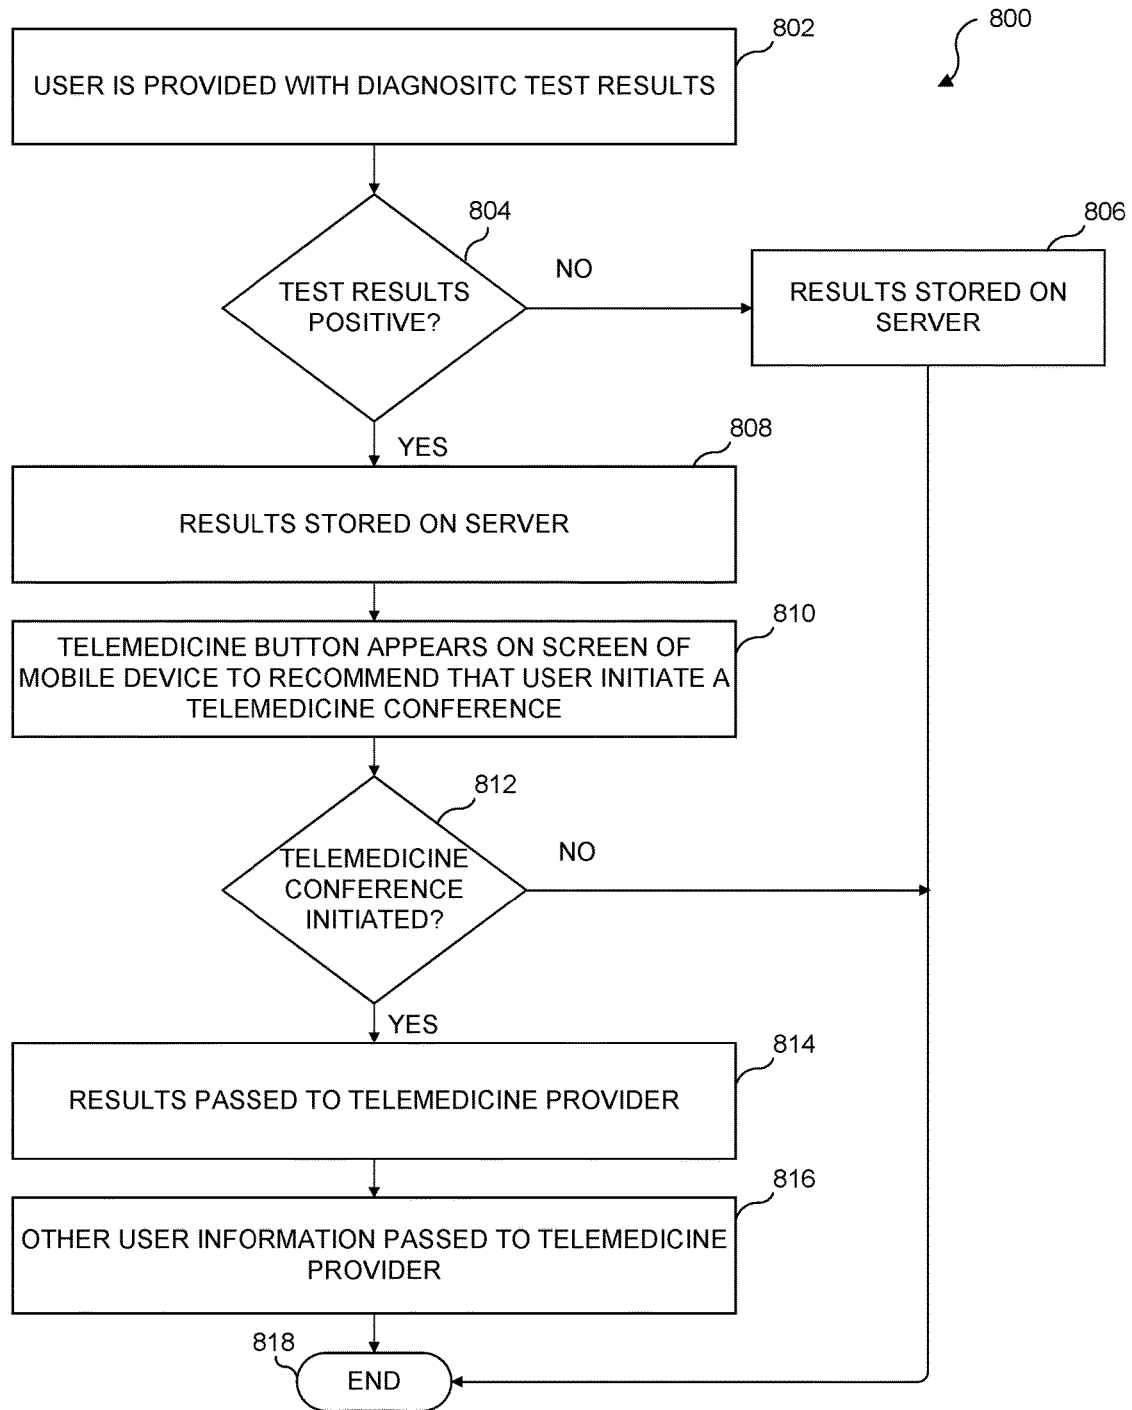 800
802
USER IS PROVIDED WITH DIAGNOSITC TEST RESULTS
804
TEST RESULTS
POSITIVE?
NO
806
RESULTS STORED ON
SERVER
YES
808
RESULTS STORED ON SERVER
810
TELEMEDICINE BUTTON APPEARS ON SCREEN OF
MOBILE DEVICE TO RECOMMEND THAT USER INITIATE A
TELEMEDICINE CONFERENCE
812
TELEMEDICINE
CONFERENCE
INITIATED?
NO
YES
814
RESULTS PASSED TO TELEMEDICINE PROVIDER
816
OTHER USER INFORMATION PASSED TO TELEMEDICINE
PROVIDER
818
END